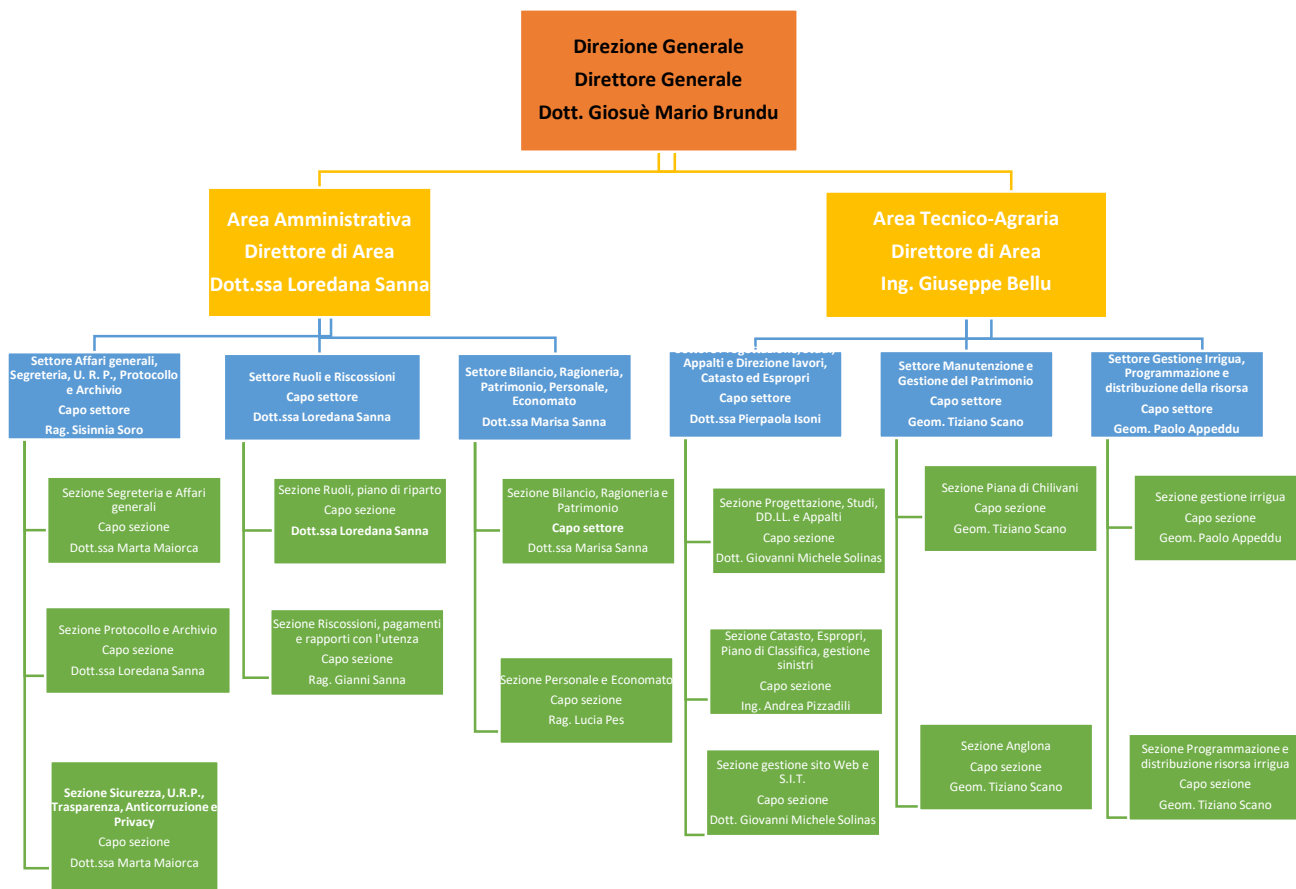 Direzione Generale
Direttore Generale
Dott. Giosuè Mario Brundu
Area Amministrativa
Direttore di Area
Dott.ssa Loredana Sanna
Area Tecnico-Agraria
Direttore di Area
Ing. Giuseppe Bellu
Settore Affari generali,
Segreteria, U. R. P., Protocollo
e Archivio
Capo settore
Rag. Sisinnia Soro
Settore Ruoli e Riscossioni
Capo settore
Dott.ssa Loredana Sanna
Settore Bilancio, Ragioneria,
Patrimonio, Personale,
Economato
Capo settore
Dott.ssa Marisa Sanna
Settore Progettazione, Studi,
Appalti e Direzione lavori,
Catasto ed Espropri
Capo settore
Dott.ssa Pierpaola Isoni
Settore Manutenzione e
Gestione del Patrimonio
Capo settore
Geom. Tiziano Scano
Settore Gestione Irrigua,
Programmazione e
distribuzione della risorsa
Capo settore
Geom. Paolo Appeddu
Sezione Segreteria e Affari
generali
Capo sezione
Dott.ssa Marta Maiorca
Sezione Protocollo e Archivio
Capo sezione
Dott.ssa Loredana Sanna
Sezione Sicurezza, U.R.P.,
Trasparenza, Anticorruzione e
Privacy
Capo sezione
Dott.ssa Marta Maiorca
Sezione Ruoli, piano di riparto
Capo sezione
Dott.ssa Loredana Sanna
Sezione Riscossioni, pagamenti
e rapporti con l'utenza
Capo sezione
Rag. Gianni Sanna
Sezione Bilancio, Ragioneria e
Patrimonio
Capo settore
Dott.ssa Marisa Sanna
Sezione Personale e Economato
Capo sezione
Rag. Lucia Pes
Sezione Progettazione, Studi,
DD.LL. e Appalti
Capo sezione
Dott. Giovanni Michele Solinas
Sezione Catasto, Espropri,
Piano di Classifica, gestione
sinistri
Capo sezione
Ing. Andrea Pizzadili
Sezione gestione sito Web e
S.I.T.
Capo sezione
Dott. Giovanni Michele Solinas
Sezione Piana di Chilivani
Capo sezione
Geom. Tiziano Scano
Sezione Anglona
Capo sezione
Geom. Tiziano Scano
Sezione gestione irrigua
Capo sezione
Geom. Paolo Appeddu
Sezione Programmazione e
distribuzione risorsa irrigua
Capo sezione
Geom. Tiziano Scano